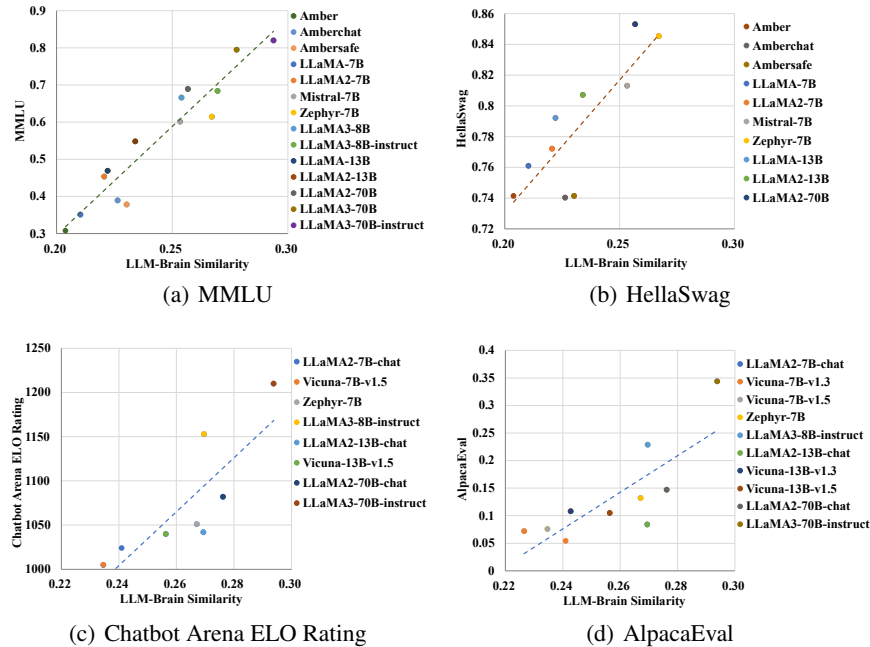 0.9
0.8
0.7
0.6
0.5
0.4
0.3
MMLU
0.20
0.25
0.30
LLM-Brain Similarity
Amber
Amberchat
Ambersafe
LLaMA-7B
LLaMA2-7B
Mistral-7B
Zephyr-7B
LLaMA3-8B
LLaMA3-8B-instruct
LLaMA-13B
LLaMA2-13B
LLaMA2-70B
LLaMA3-70B
LLaMA3-70B-instruct
(a) MMLU
0.86
0.84
0.82
0.8
0.78
0.76
0.74
0.72
HellaSwag
0.20
0.25
0.30
LLM-Brain Similarity
Amber
Amberchat
Ambersafe
LLaMA-7B
LLaMA2-7B
Mistral-7B
Zephyr-7B
LLaMA-13B
LLaMA2-13B
LLaMA2-70B
(b) HellaSwag
1250
1200
1150
1100
1050
1000
Chatbot Arena ELO Rating
0.22
0.24
0.26
0.28
0.30
LLM-Brain Similarity
LLaMA2-7B-chat
Vicuna-7B-v1.5
Zephyr-7B
LLaMA3-8B-instruct
LLaMA2-13B-chat
Vicuna-13B-v1.5
LLaMA2-70B-chat
LLaMA3-70B-instruct
(c) Chatbot Arena ELO Rating
0.4
0.35
0.3
0.25
0.2
0.15
0.1
0.05
0
AlpacaEval
0.22
0.24
0.26
0.28
0.30
LLM-Brain Similarity
LLaMA2-7B-chat
Vicuna-7B-v1.3
Vicuna-7B-v1.5
Zephyr-7B
LLaMA3-8B-instruct
LLaMA2-13B-chat
Vicuna-13B-v1.3
Vicuna-13B-v1.5
LLaMA2-70B-chat
LLaMA3-70B-instruct
(d) AlpacaEval